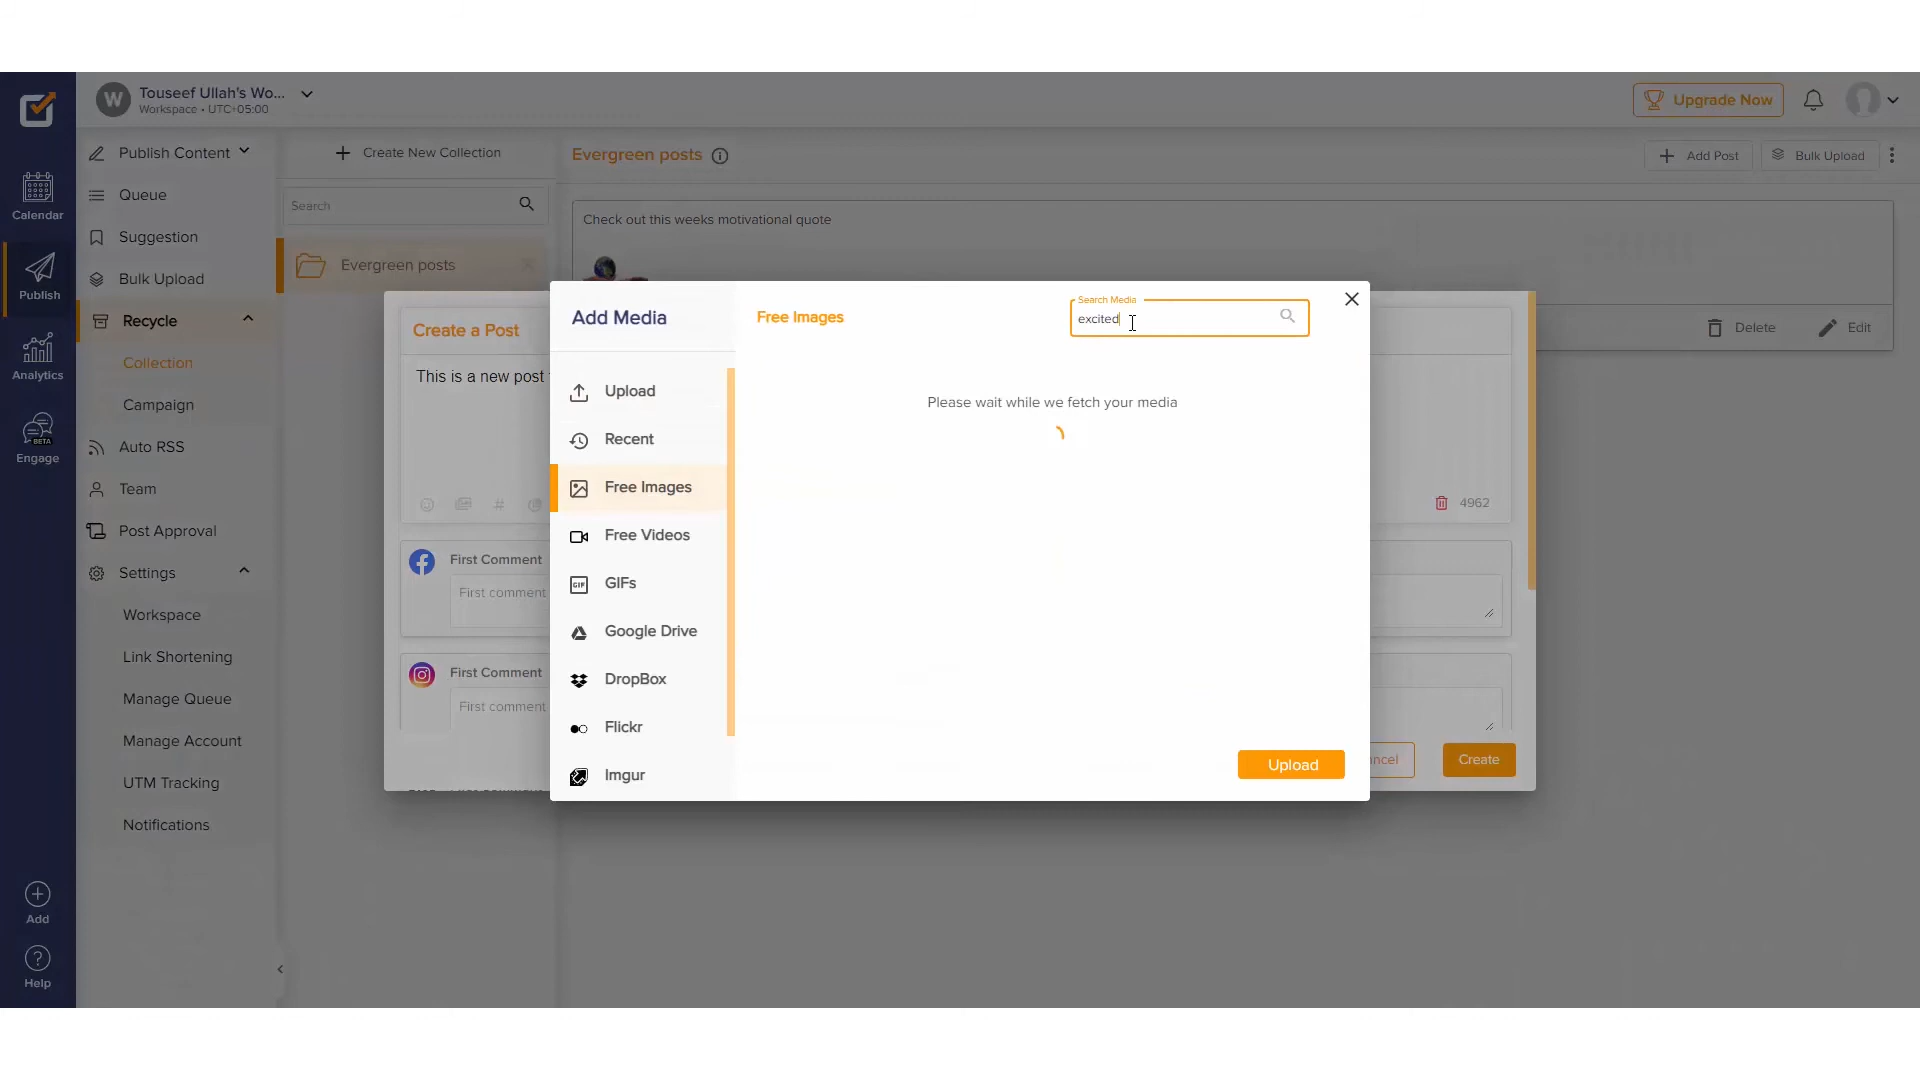 W
Touseef Ullah's Wo...
Workspace • UTC+05:00
Upgrade Now
Calendar
Publish
Analytics
BETA
Engage
Add
Help
Publish Content
Queue
Suggestion
Bulk Upload
Recycle
Collection
Campaign
Auto RSS
Team
Post Approval
Settings
Workspace
Link Shortening
Manage Queue
Manage Account
UTM Tracking
Notifications
Create New Collection
Search
Evergreen posts
Evergreen posts
Add Post
Bulk Upload
Check out this weeks motivational quote
Delete
Edit
Create a Post
This is a new post
4962
First Comment
First comment
First Comment
First comment
ncel
Create
Add Media
Upload
Recent
Free Images
Free Videos
GIF
GIFs
Google Drive
DropBox
Flickr
Imgur
Free Images
Search Media
excited
Please wait while we fetch your media
Upload